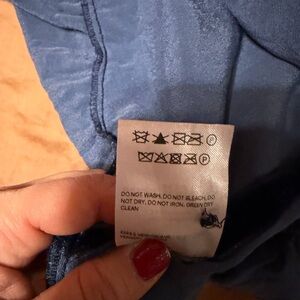 DO NOT WASH, DO NOT BLEACH, DO
NOT DRY, DO NOT IRON, GREEN DRY
CLEAN